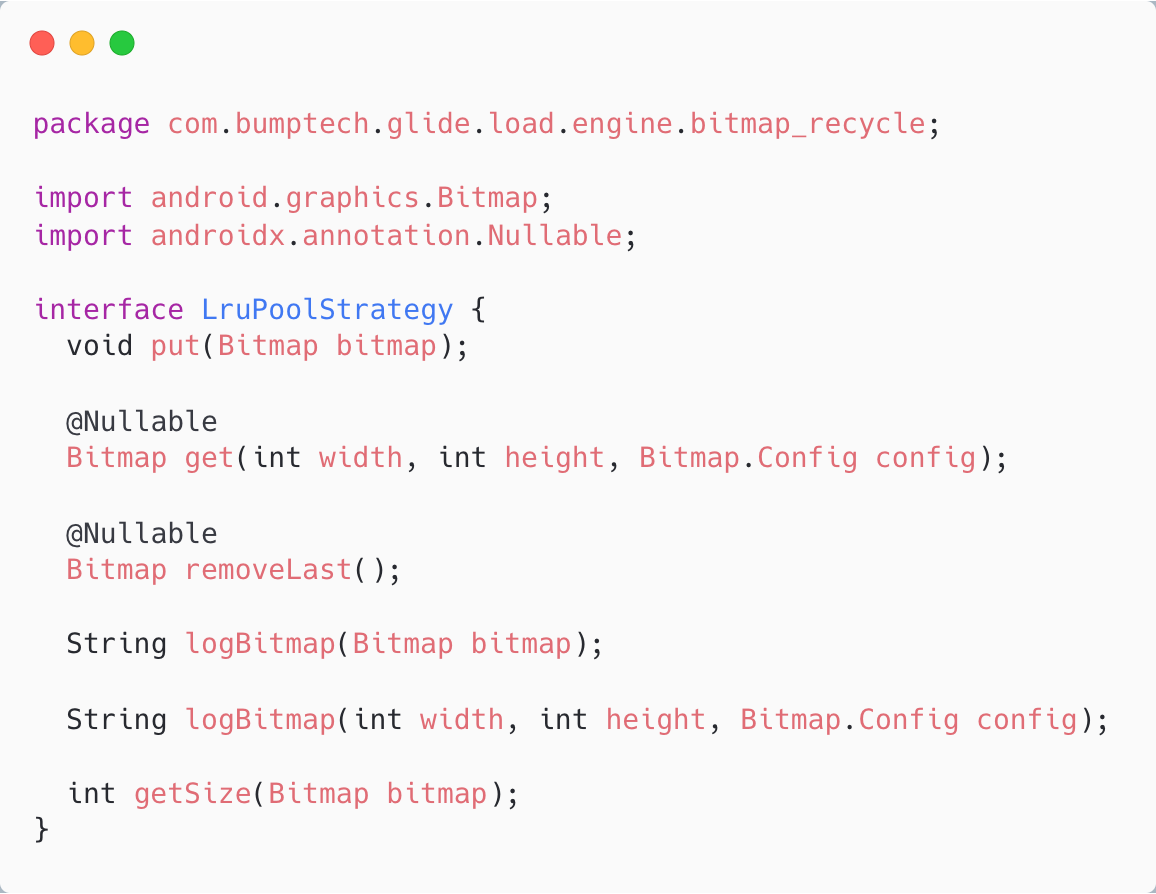 package com.bumptech.glide.load.engine.bitmap_recycle;
import android.graphics.Bitmap;
import androidx.annotation.Nullable;
interface LruPoolStrategy {
  void put(Bitmap bitmap);
  @Nullable
  Bitmap get(int width, int height, Bitmap.Config config);
  @Nullable
  Bitmap removeLast();
  String logBitmap(Bitmap bitmap);
  String logBitmap(int width, int height, Bitmap.Config config);
  int getSize(Bitmap bitmap);
}